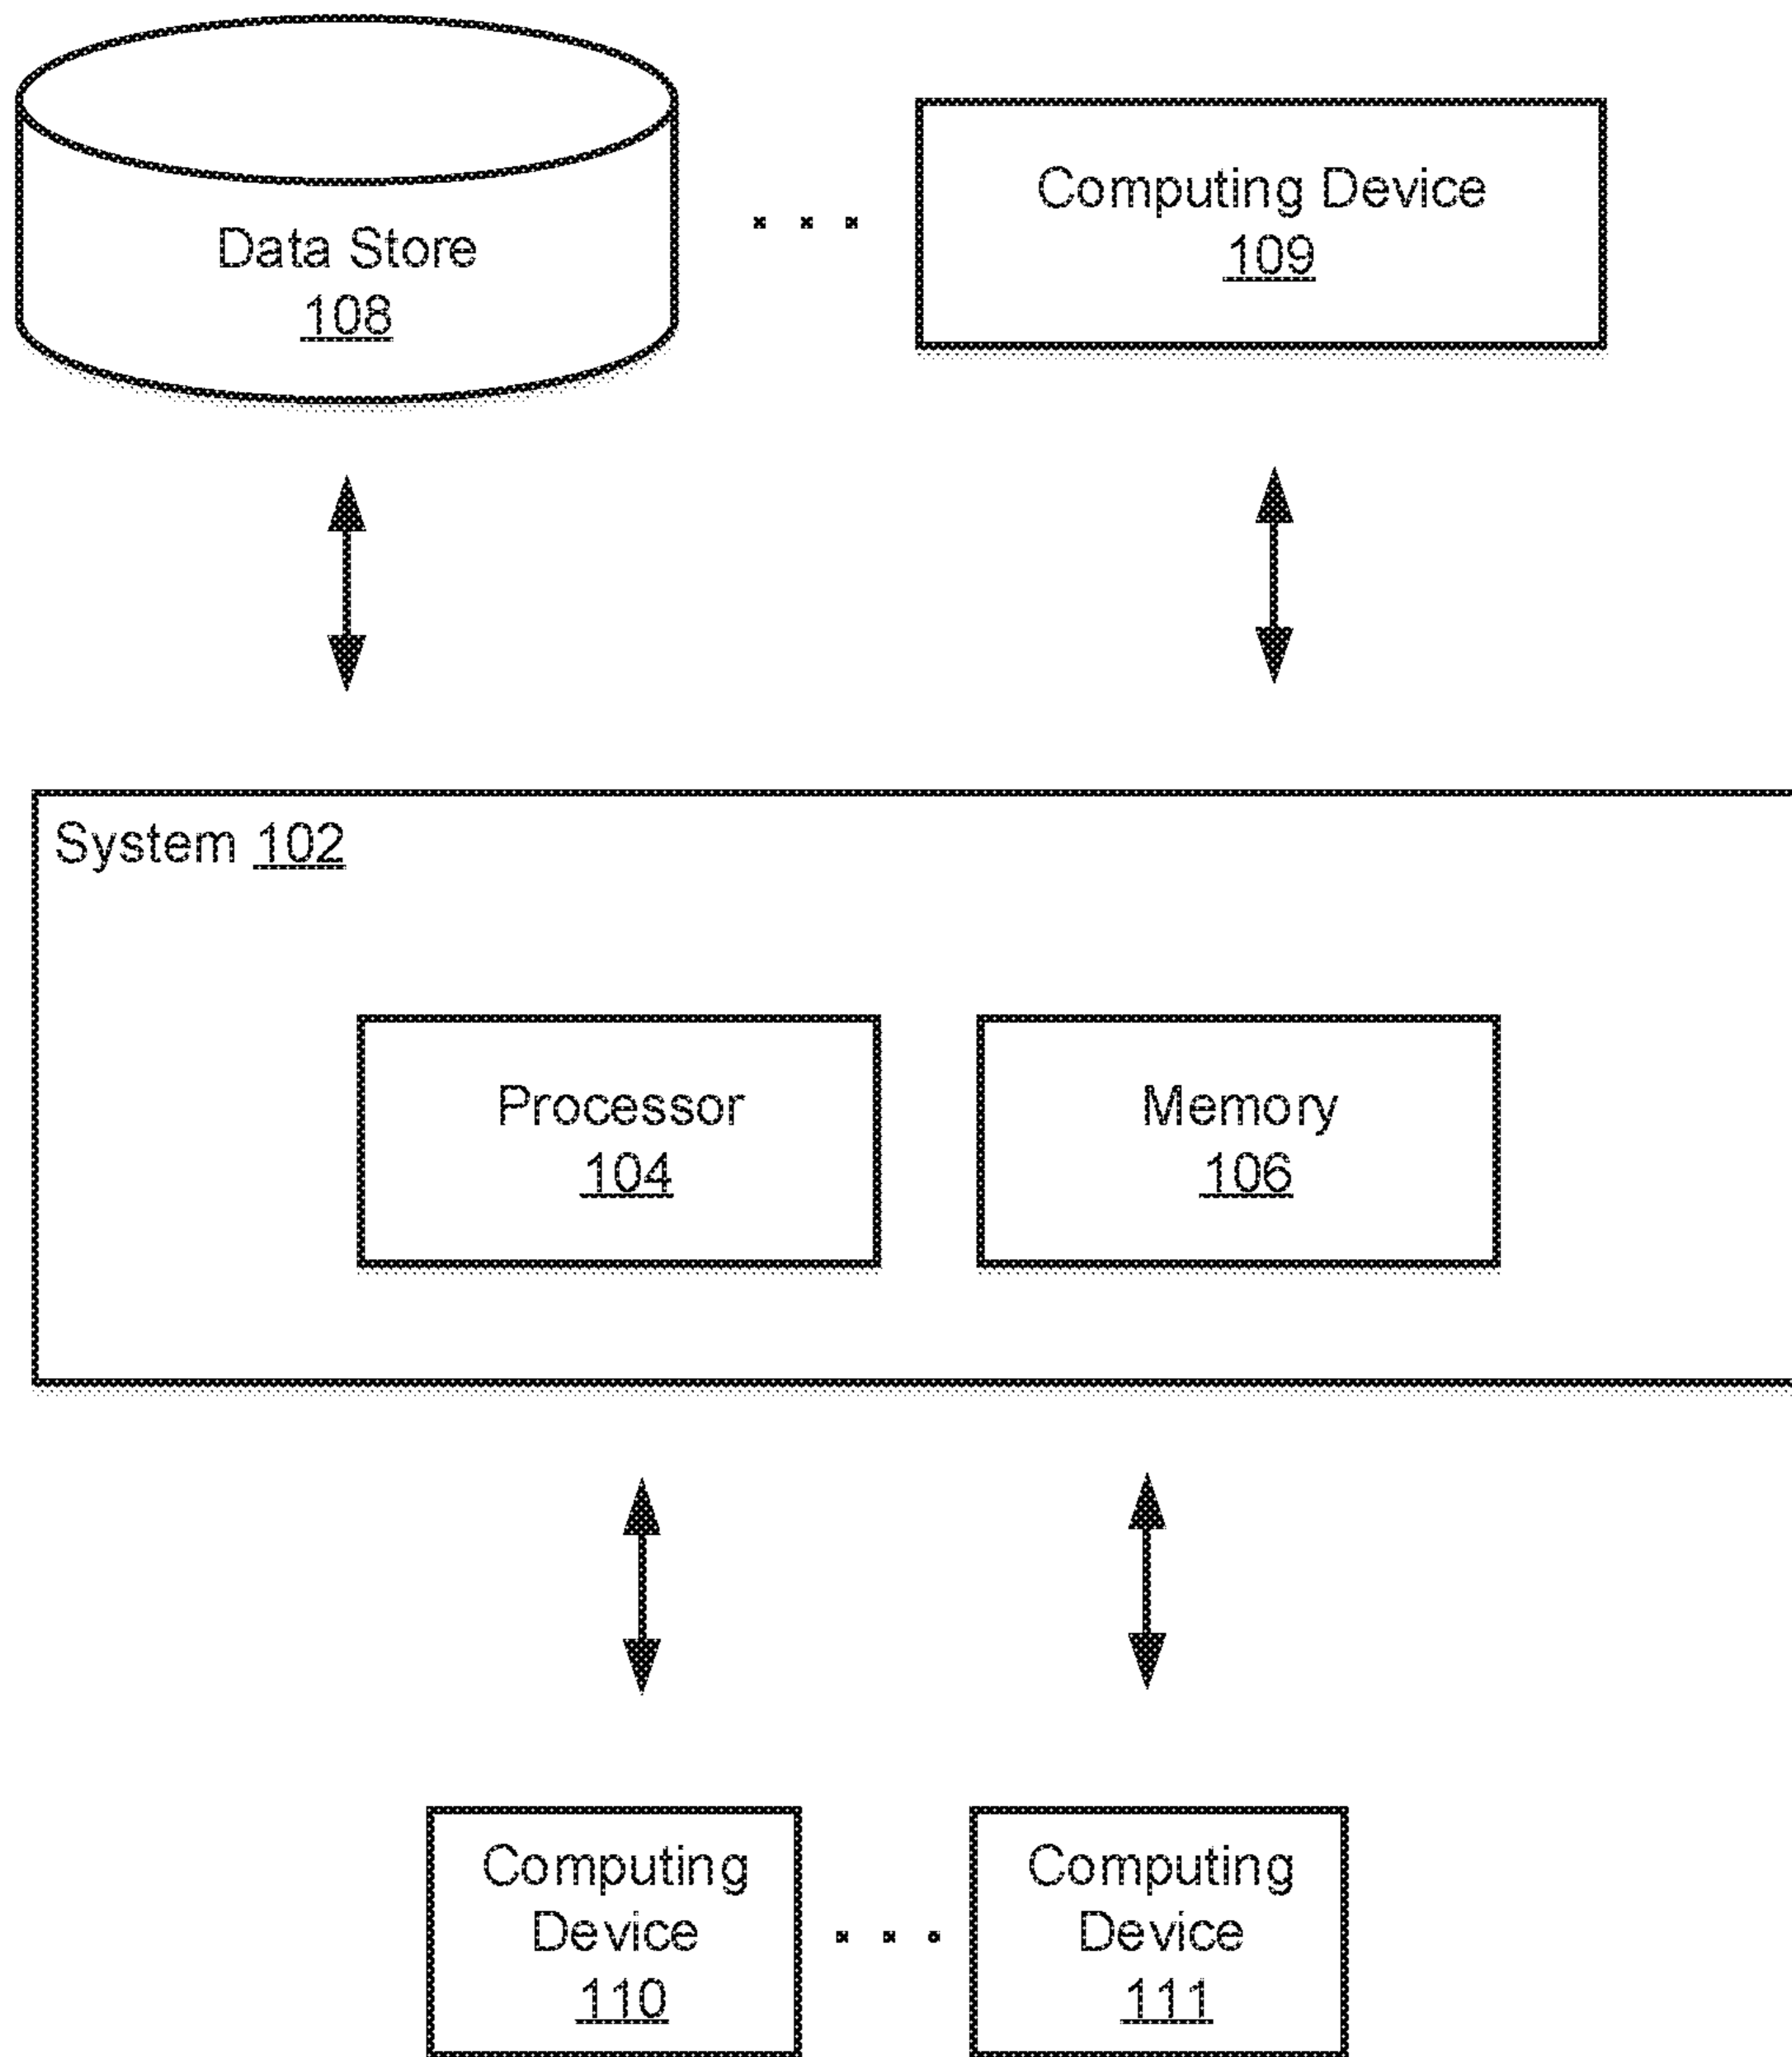 Data Store
108
. . .
Computing Device
109
System 102
Processor
104
Memory
106
Computing
Device
110
. . .
Computing
Device
111